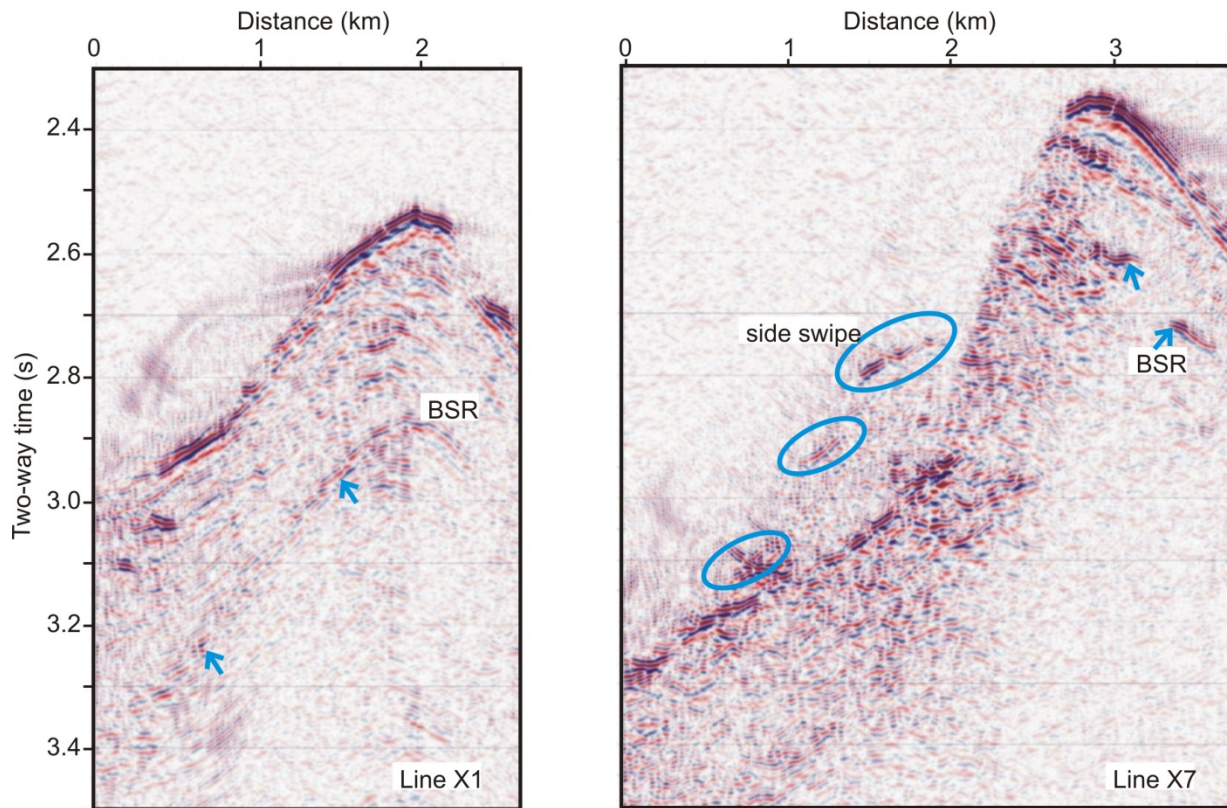 Distance (km)
0 1 2
Two-way time (s)
2.4
2.6
2.8
3.0
3.2
3.4
BSR
Line X1
Distance (km)
0 1 2 3
side swipe
BSR
Line X7